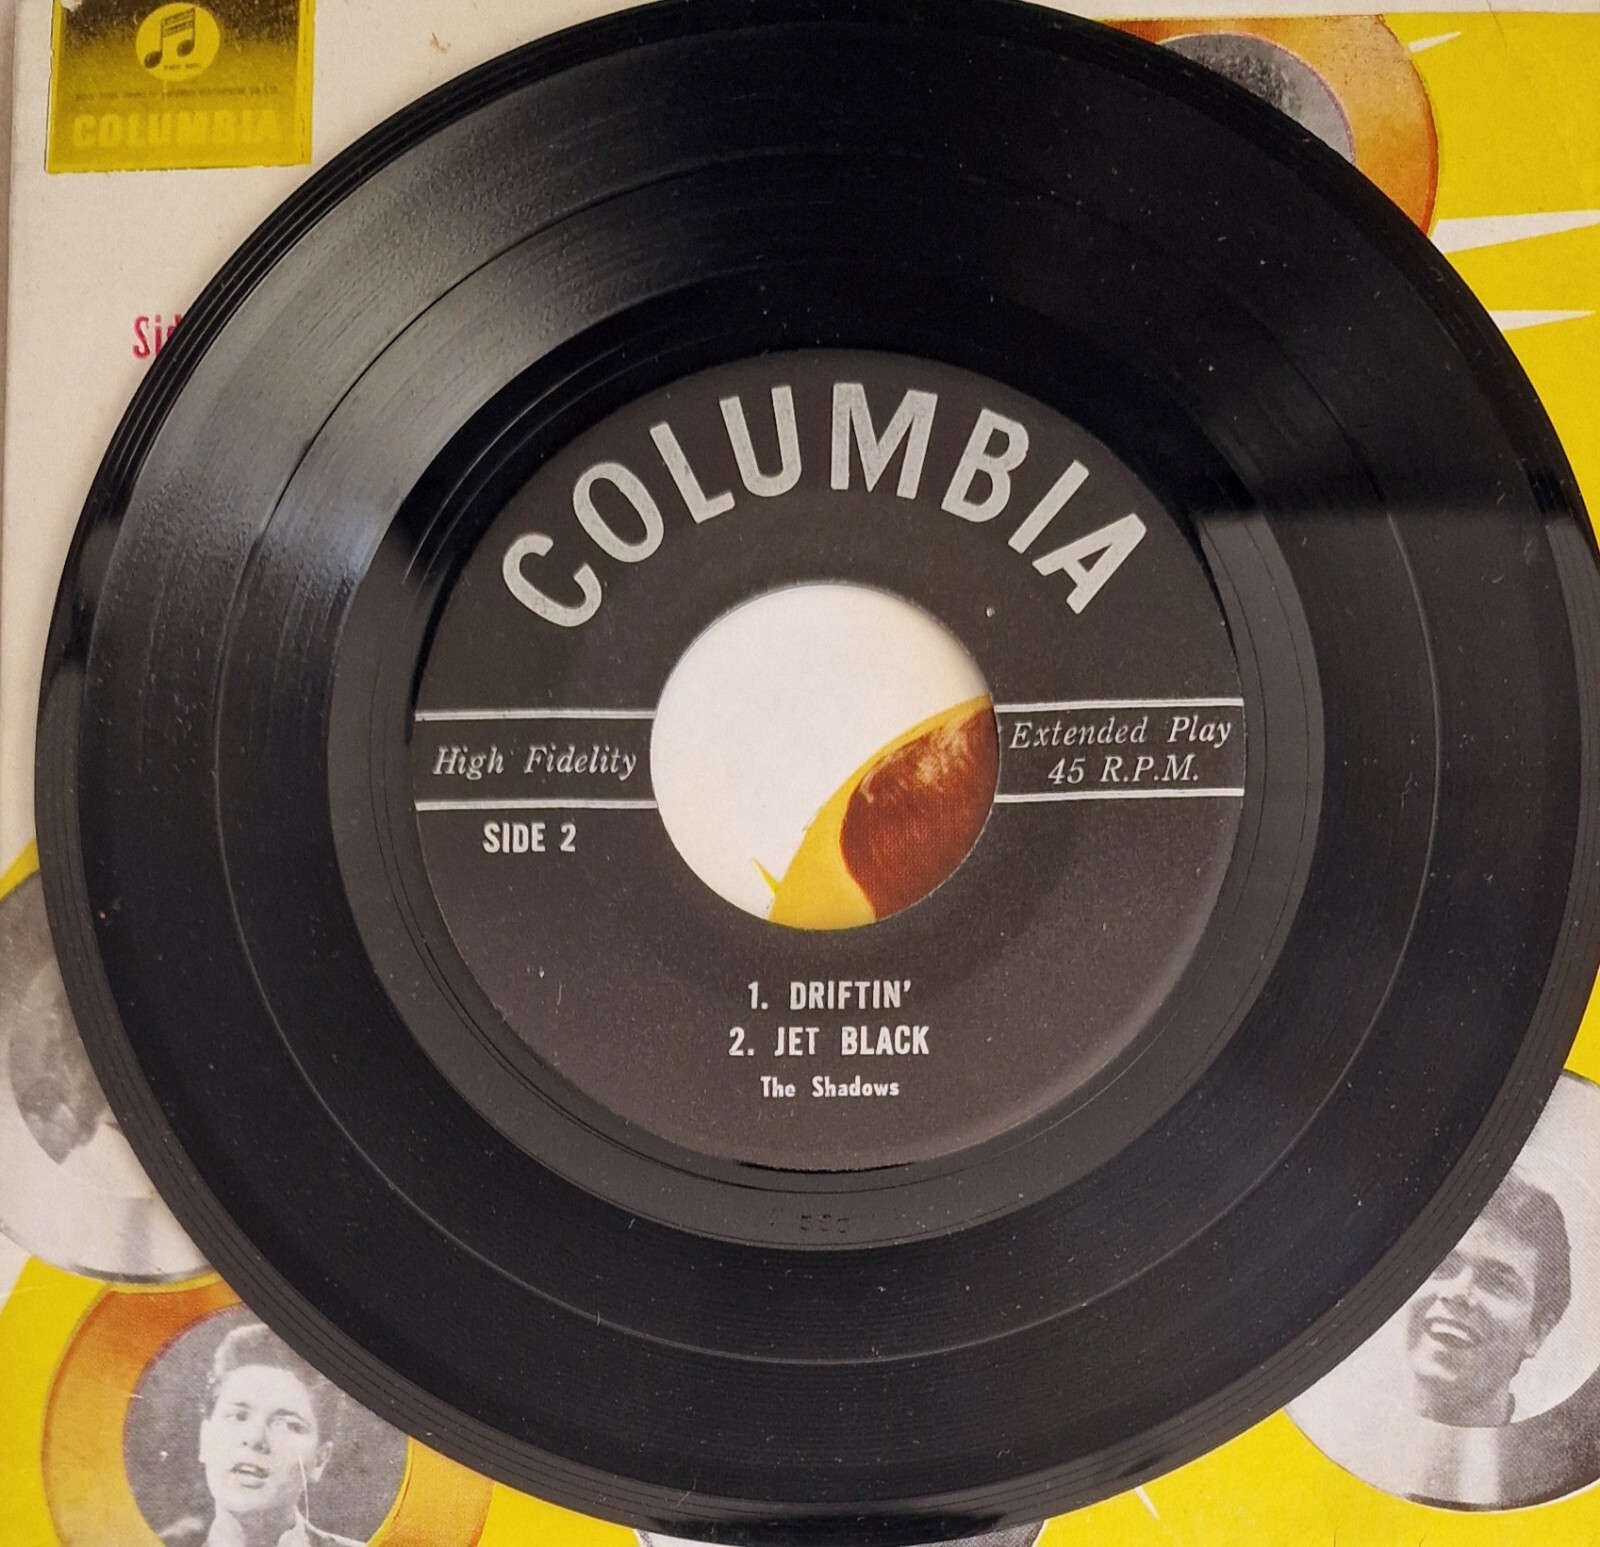 COLUMBIA
COLUMBIA
High Fidelity
Extended Play
45 R.P.M.
SIDE 2
1. DRIFTIN'
2. JET BLACK
The Shadows